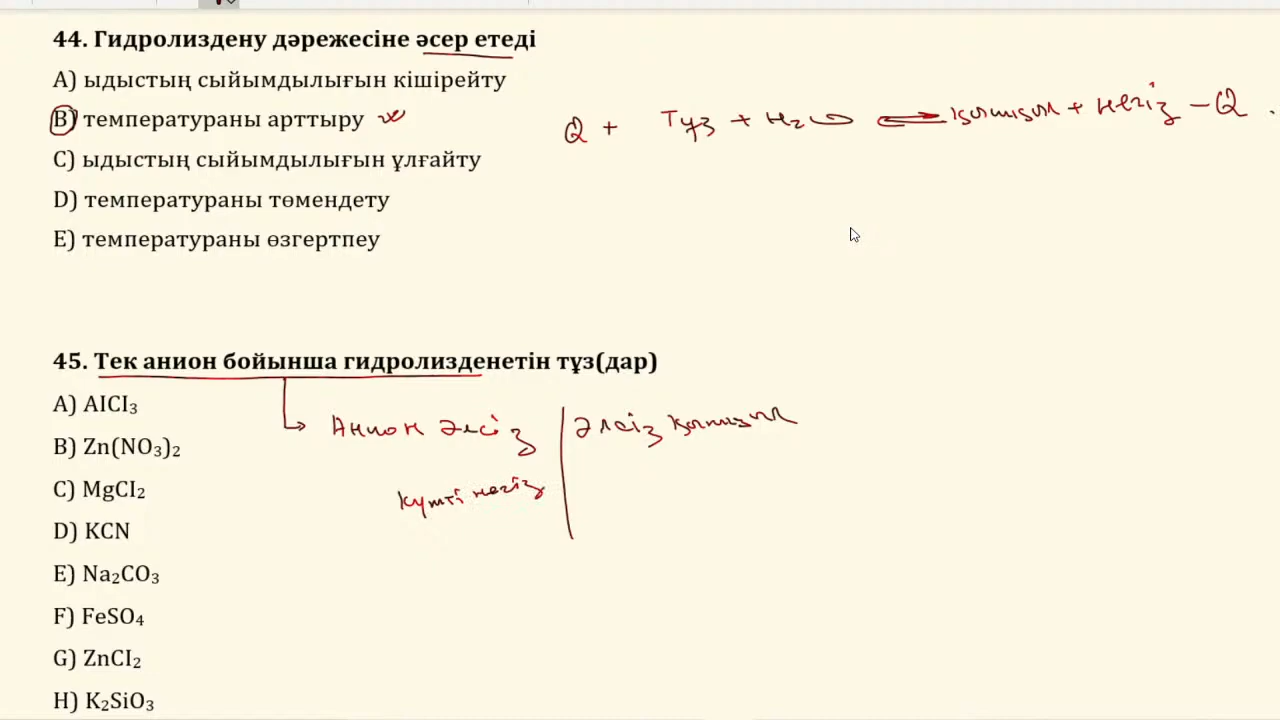 44. Гидролиздену дәрежесіне әсер етеді
A) ыдыстың сыйымдылығын кішірейту
B) температураны арттыру
Q + Тұз + H₂O ⇌ қышқыл + негіз − Q
C) ыдыстың сыйымдылығын ұлғайту
D) температураны төмендету
E) температураны өзгертпеу
45. Тек анион бойынша гидролизденетін тұз(дар)
A) AlCl₃
Анион әлсіз | әлсіз қышқыл
B) Zn(NO₃)₂
C) MgCl₂
күшті негіз
D) KCN
E) Na₂CO₃
F) FeSO₄
G) ZnCl₂
H) K₂SiO₃